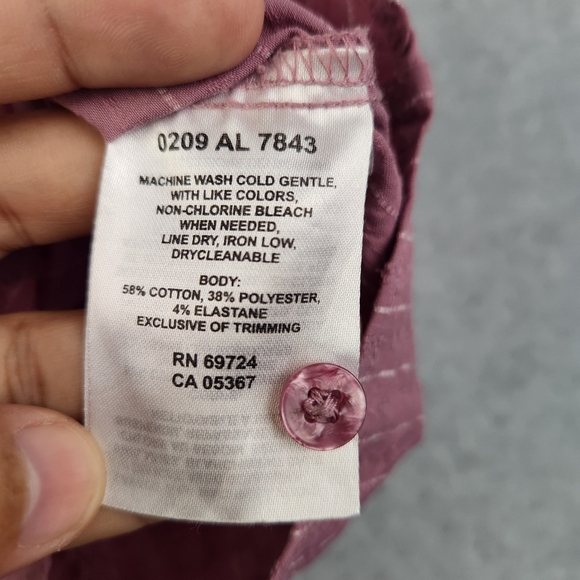 0209 AL 7843
MACHINE WASH COLD GENTLE,
WITH LIKE COLORS,
NON-CHLORINE BLEACH
WHEN NEEDED,
LINE DRY, IRON LOW,
DRYCLEANABLE
BODY:
58% COTTON, 38% POLYESTER,
4% ELASTANE
EXCLUSIVE OF TRIMMING
RN 69724
CA 05367